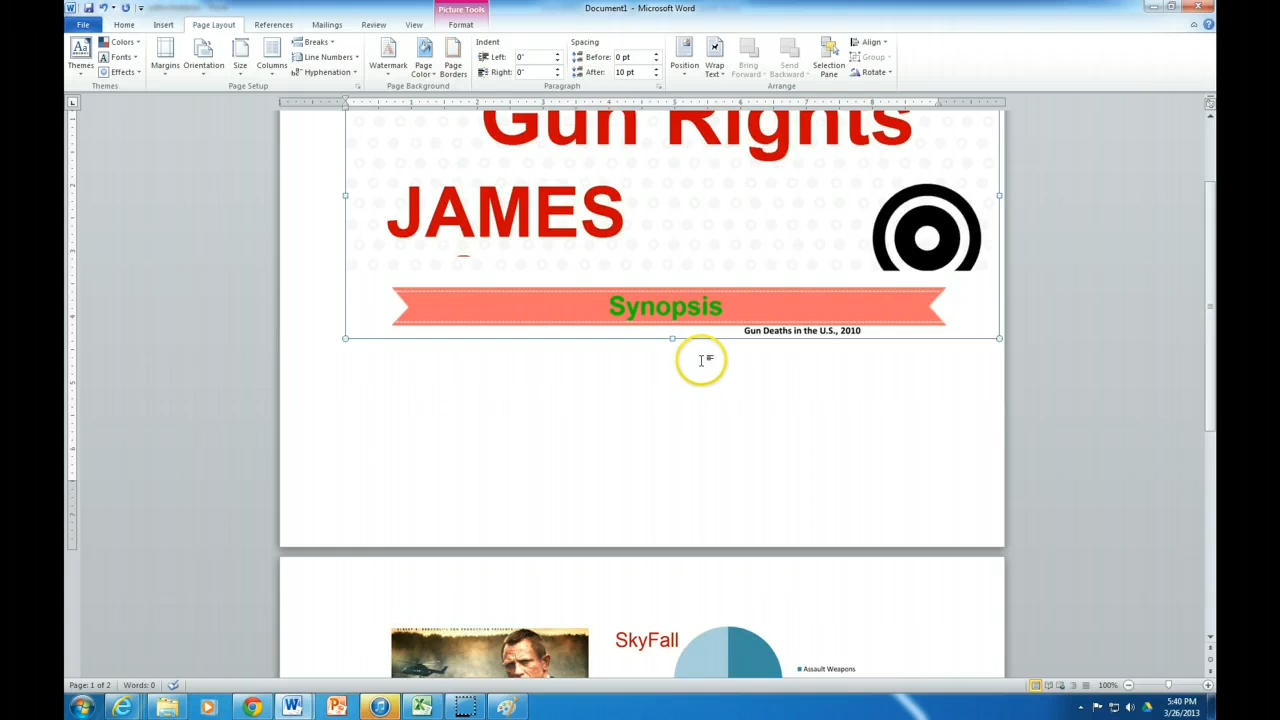 Picture Tools
Document1 - Microsoft Word
File Home Insert Page Layout References Mailings Review View Format
Themes Colors Fonts Effects
Margins Orientation Size Columns Breaks Line Numbers Hyphenation
Watermark Page Color Page Borders
Indent Left: 0" Right: 0"
Spacing Before: 0 pt After: 10 pt
Position Wrap Text Bring Forward Send Backward Selection Pane Align Group Rotate
Themes Page Setup Page Background Paragraph Arrange
Gun Rights
JAMES
Synopsis
Gun Deaths in the U.S., 2010
SkyFall
Assault Weapons
Page: 1 of 2 Words: 0 100%
5:40 PM
3/26/2013